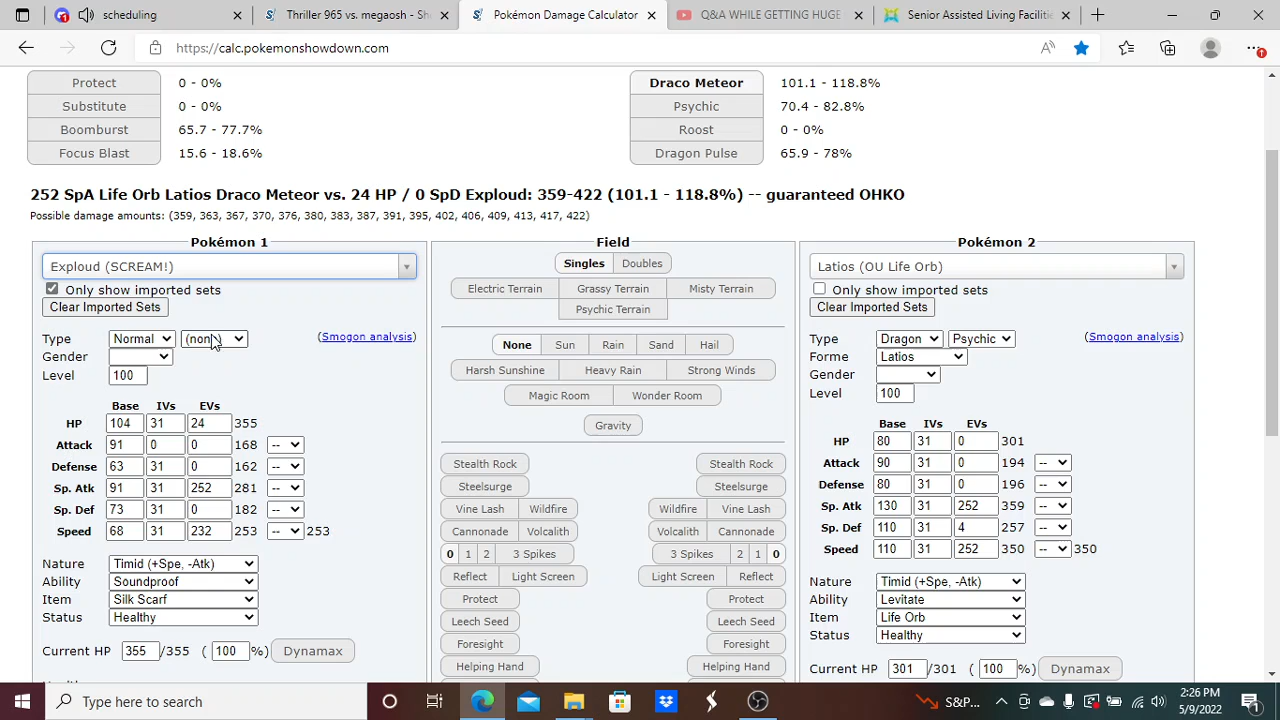 scheduling
Thriller 965 vs. megaosh - Sh
Pokémon Damage Calculator
Q&A WHILE GETTING HUGE
Senior Assisted Living Facilitie
https://calc.pokemonshowdown.com
Protect 0 - 0%
Substitute 0 - 0%
Boomburst 65.7 - 77.7%
Focus Blast 15.6 - 18.6%
Draco Meteor 101.1 - 118.8%
Psychic 70.4 - 82.8%
Roost 0 - 0%
Dragon Pulse 65.9 - 78%
252 SpA Life Orb Latios Draco Meteor vs. 24 HP / 0 SpD Exploud: 359-422 (101.1 - 118.8%) -- guaranteed OHKO
Possible damage amounts: (359, 363, 367, 370, 376, 380, 383, 387, 391, 395, 402, 406, 409, 413, 417, 422)
Pokémon 1
Exploud (SCREAM!)
Only show imported sets
Clear Imported Sets
Type Normal (none) (Smogon analysis)
Gender
Level 100
Base IVs EVs
HP 104 31 24 355
Attack 91 0 0 168 --
Defense 63 31 0 162 --
Sp. Atk 91 31 252 281 --
Sp. Def 73 31 0 182 --
Speed 68 31 232 253 -- 253
Nature Timid (+Spe, -Atk)
Ability Soundproof
Item Silk Scarf
Status Healthy
Current HP 355 /355 ( 100 %) Dynamax
Field
Singles Doubles
Electric Terrain Grassy Terrain Misty Terrain
Psychic Terrain
None Sun Rain Sand Hail
Harsh Sunshine Heavy Rain Strong Winds
Magic Room Wonder Room
Gravity
Stealth Rock Stealth Rock
Steelsurge Steelsurge
Vine Lash Wildfire Wildfire Vine Lash
Cannonade Volcalith Volcalith Cannonade
0 1 2 3 Spikes 3 Spikes 2 1 0
Reflect Light Screen Light Screen Reflect
Protect Protect
Leech Seed Leech Seed
Foresight Foresight
Helping Hand Helping Hand
Pokémon 2
Latios (OU Life Orb)
Only show imported sets
Clear Imported Sets
Type Dragon Psychic (Smogon analysis)
Forme Latios
Gender
Level 100
Base IVs EVs
HP 80 31 0 301
Attack 90 31 0 194 --
Defense 80 31 0 196 --
Sp. Atk 130 31 252 359 --
Sp. Def 110 31 4 257 --
Speed 110 31 252 350 -- 350
Nature Timid (+Spe, -Atk)
Ability Levitate
Item Life Orb
Status Healthy
Current HP 301 /301 ( 100 %) Dynamax
Type here to search
S&P...
2:26 PM
5/9/2022
1